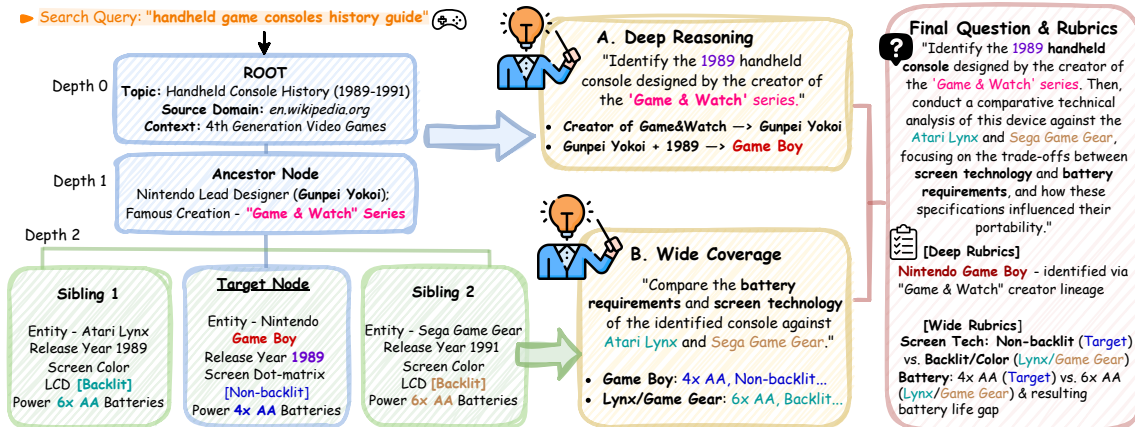 Search Query: "handheld game consoles history guide"
Depth 0
ROOT
Topic: Handheld Console History (1989-1991)
Source Domain: en.wikipedia.org
Context: 4th Generation Video Games
Depth 1
Ancestor Node
Nintendo Lead Designer (Gunpei Yokoi);
Famous Creation - "Game & Watch" Series
Depth 2
Sibling 1
Entity - Atari Lynx
Release Year 1989
Screen Color
LCD [Backlit]
Power 6x AA Batteries
Target Node
Entity - Nintendo
Game Boy
Release Year 1989
Screen Dot-matrix
[Non-backlit]
Power 4x AA Batteries
Sibling 2
Entity - Sega Game Gear
Release Year 1991
Screen Color
LCD [Backlit]
Power 6x AA Batteries
A. Deep Reasoning
"Identify the 1989 handheld
console designed by the creator of
the 'Game & Watch' series."
• Creator of Game&Watch —> Gunpei Yokoi
• Gunpei Yokoi + 1989 —> Game Boy
B. Wide Coverage
"Compare the battery
requirements and screen technology
of the identified console against
Atari Lynx and Sega Game Gear."
• Game Boy: 4x AA, Non-backlit...
• Lynx/Game Gear: 6x AA, Backlit...
Final Question & Rubrics
?
"Identify the 1989 handheld
console designed by the creator of
the 'Game & Watch' series. Then,
conduct a comparative technical
analysis of this device against the
Atari Lynx and Sega Game Gear,
focusing on the trade-offs between
screen technology and battery
requirements, and how these
specifications influenced their
portability."
[Deep Rubrics]
Nintendo Game Boy - identified via
"Game & Watch" creator lineage
[Wide Rubrics]
Screen Tech: Non-backlit (Target)
vs. Backlit/Color (Lynx/Game Gear)
Battery: 4x AA (Target) vs. 6x AA
(Lynx/Game Gear) & resulting
battery life gap